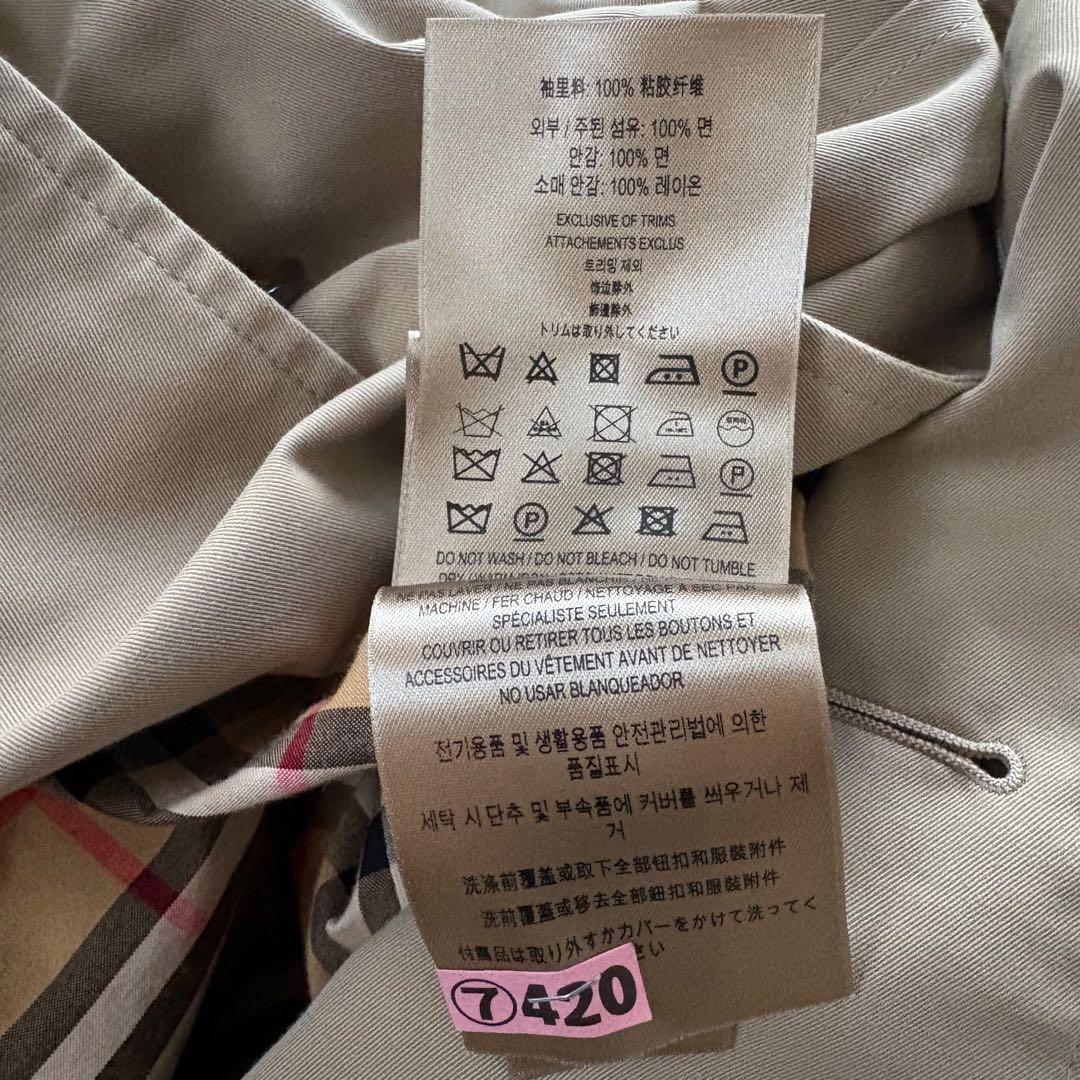 袖里料: 100% 粘胶纤维
외부 / 주된 섬유: 100% 면
안감: 100% 면
소매 안감: 100% 레이온
EXCLUSIVE OF TRIMS
ATTACHEMENTS EXCLUS
트리밍 제외
饰边除外
飾邊除外
トリムは取り外してください
P
P
P
DO NOT WASH / DO NOT BLEACH / DO NOT TUMBLE
NE PAS LAVER / NE PAS BLANCHIR
MACHINE / FER CHAUD / NETTOYAGE A SEC PAR
SPÉCIALISTE SEULEMENT
COUVRIR OU RETIRER TOUS LES BOUTONS ET
ACCESSOIRES DU VÊTEMENT AVANT DE NETTOYER
NO USAR BLANQUEADOR
전기용품 및 생활용품 안전관리법에 의한
품질표시
세탁 시 단추 및 부속품에 커버를 씌우거나 제
거
洗涤前覆盖或取下全部钮扣和服装附件
洗前覆蓋或移去全部鈕扣和服裝附件
付属品は取り外すかカバーをかけて洗ってく
さい
⑦420